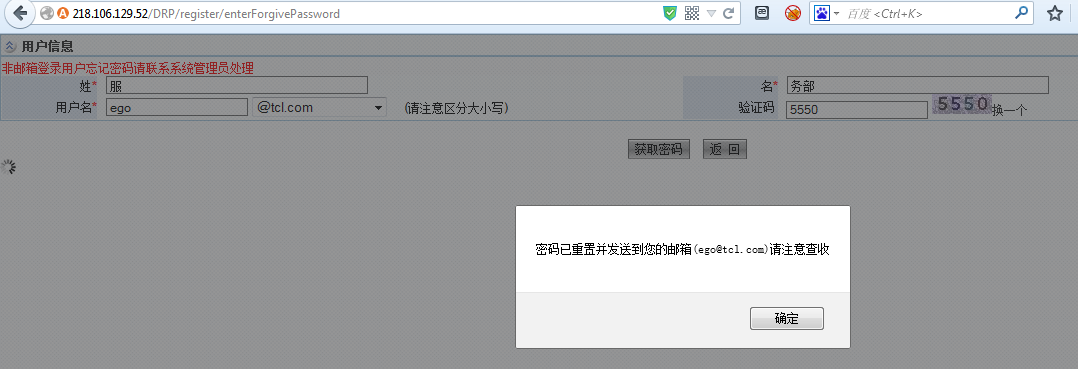 218.106.129.52/DRP/register/enterForgivePassword
百度 <Ctrl+K>
用户信息
非邮箱登录用户忘记密码请联系系统管理员处理
姓* 服 名* 务部
用户名* ego @tcl.com (请注意区分大小写) 验证码 5550 5550 换一个
获取密码 返 回
密码已重置并发送到您的邮箱(ego@tcl.com)请注意查收
确定